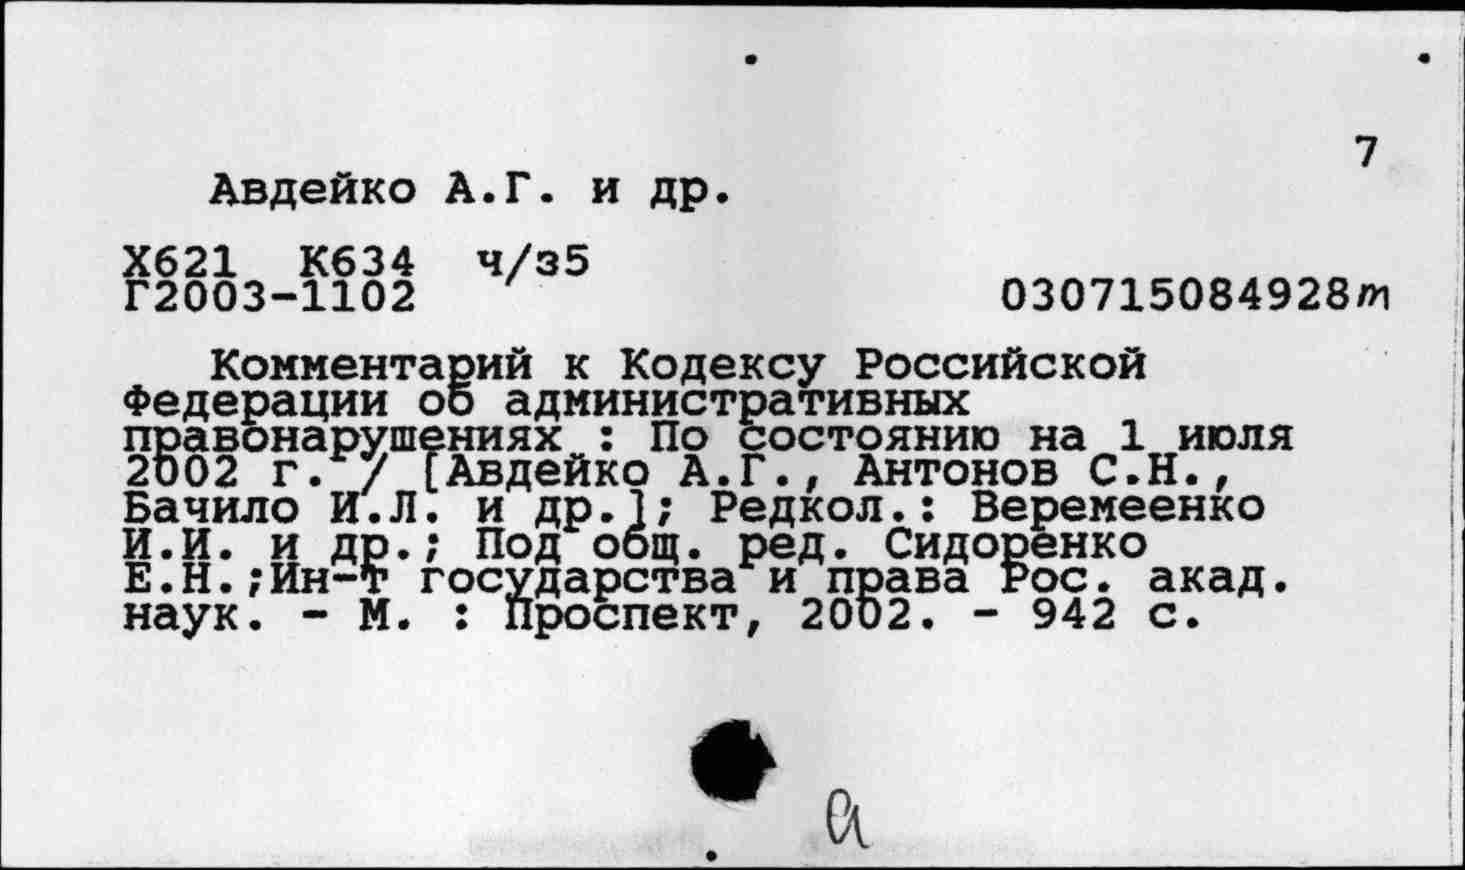 7
Авдейко А.Г. и др.
Х621 К634 ч/з5
Г2003-1102
030715084928m
Комментарий к Кодексу Российской
Федерации об административных
правонарушениях : По состоянию на 1 июля
2002 г. / [Авдейко А.Г., Антонов С.Н.,
Бачило И.Л. и др.]; Редкол.: Веремеенко
И.И. и др.; Под общ. ред. Сидоренко
Е.Н.;Ин-т государства и права Рос. акад.
наук. - М. : Проспект, 2002. - 942 с.